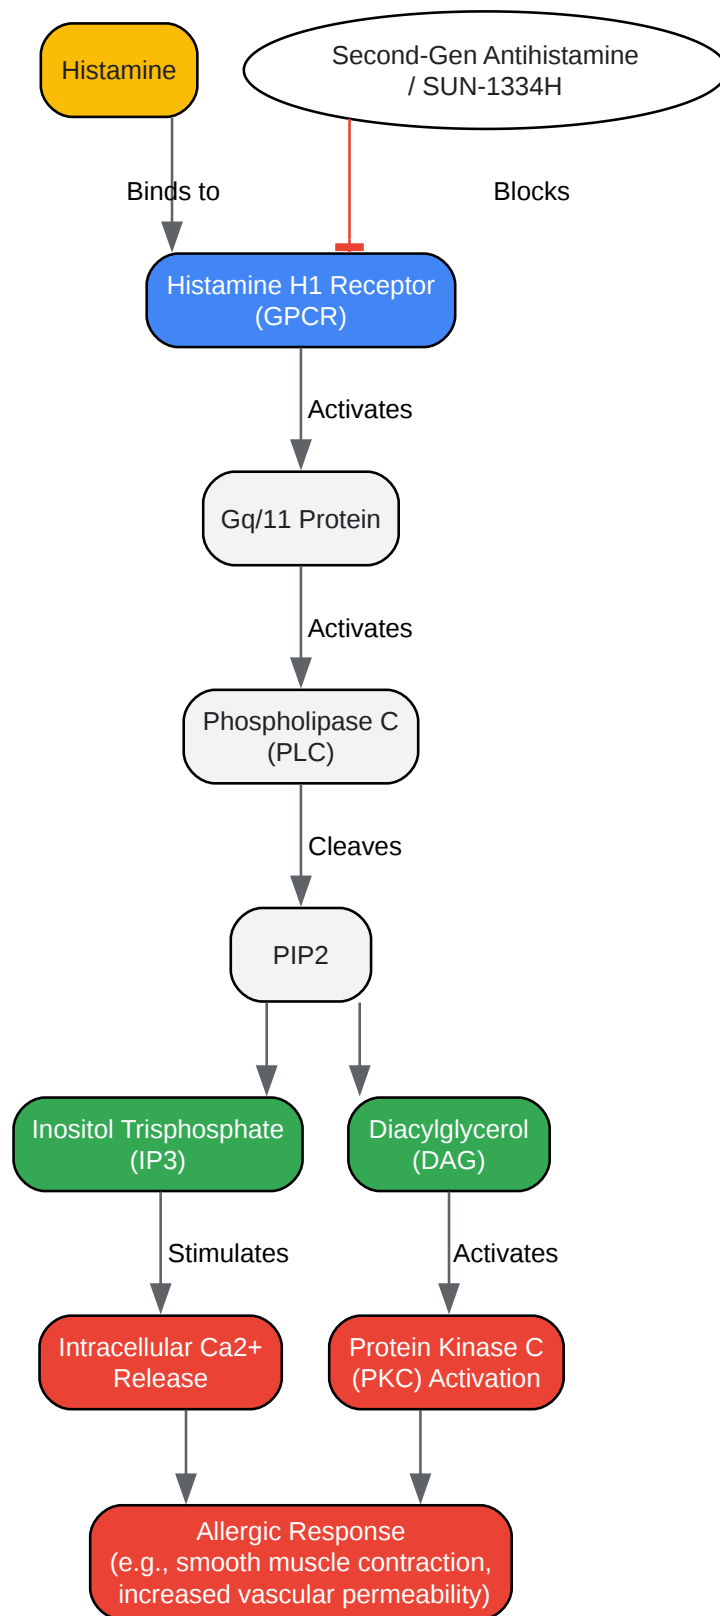 Histamine
Second-Gen Antihistamine
/ SUN-1334H
Binds to
Blocks
Histamine H1 Receptor
(GPCR)
Activates
Gq/11 Protein
Activates
Phospholipase C
(PLC)
Cleaves
PIP2
Inositol Trisphosphate
(IP3)
Diacylglycerol
(DAG)
Stimulates
Activates
Intracellular Ca2+
Release
Protein Kinase C
(PKC) Activation
Allergic Response
(e.g., smooth muscle contraction,
increased vascular permeability)